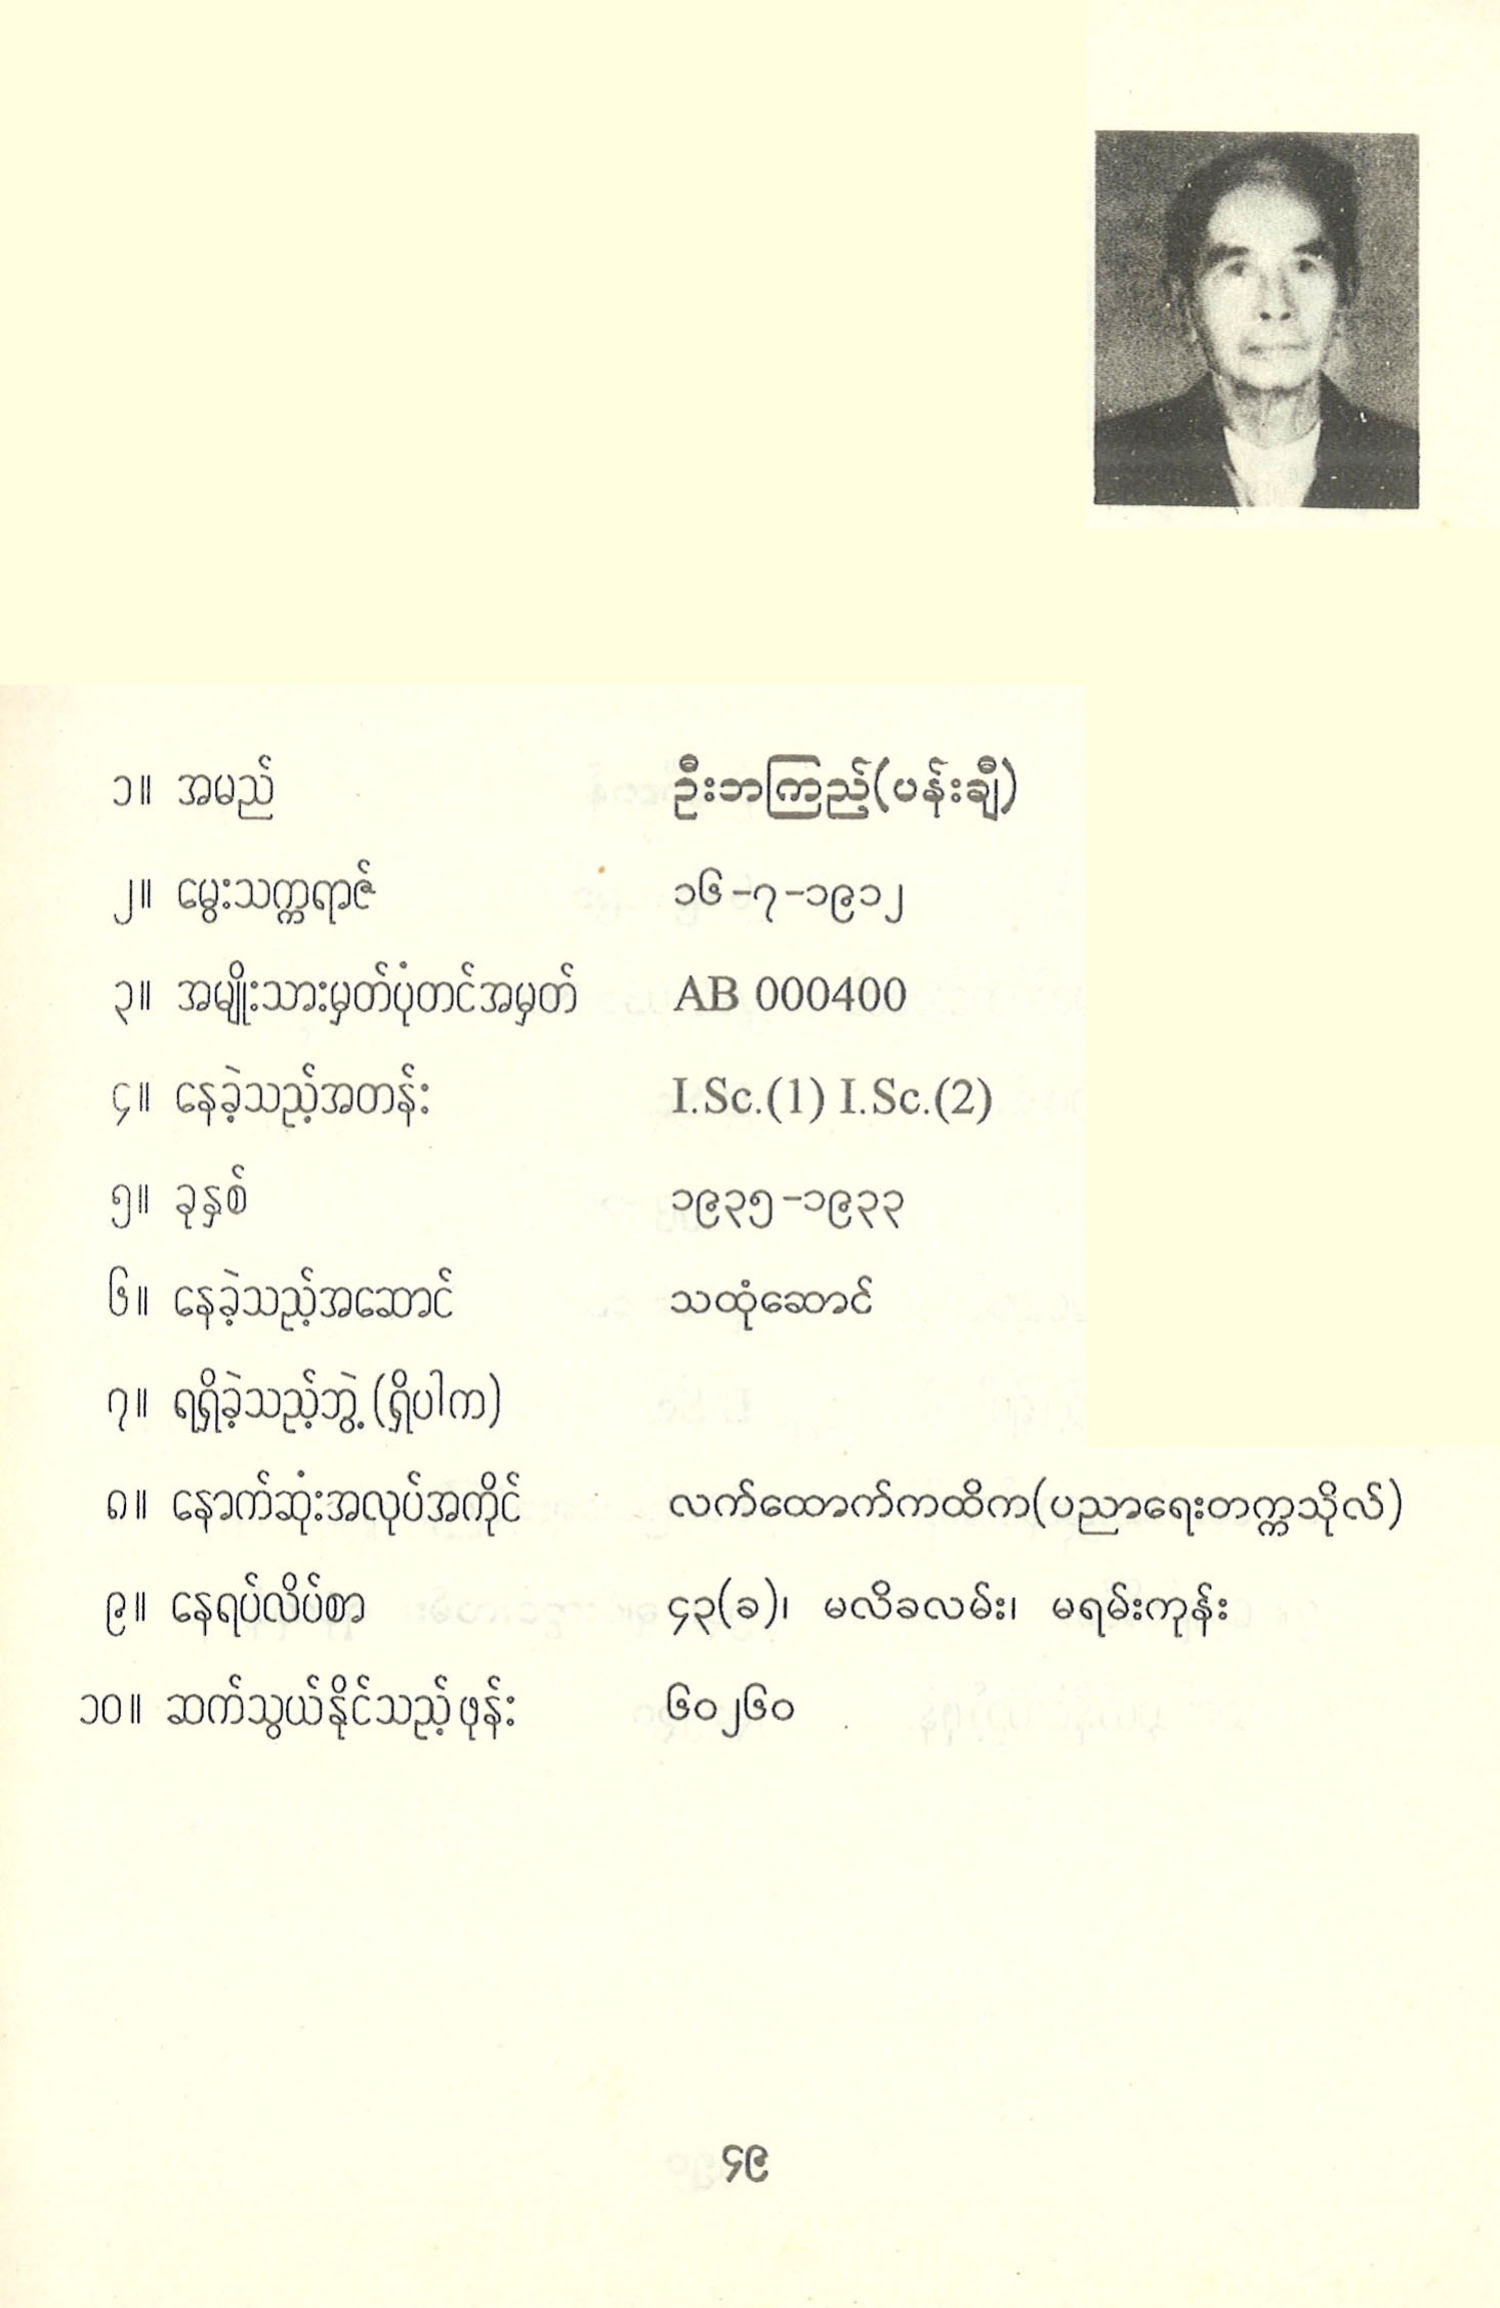 ၁။ အမည် ဦးဘကြည်(ပန်းချီ)
၂။ မွေးသက္ကရာဇ် ၁၆-၇-၁၉၁၂
၃။ အမျိုးသားမှတ်ပုံတင်အမှတ် AB 000400
၄။ နေခဲ့သည့်အတန်း I.Sc.(1) I.Sc.(2)
၅။ ခုနှစ် ၁၉၃၅-၁၉၃၃
၆။ နေခဲ့သည့်အဆောင် သထုံဆောင်
၇။ ရရှိခဲ့သည့်ဘွဲ့(ရှိပါက)
၈။ နောက်ဆုံးအလုပ်အကိုင် လက်ထောက်ကထိက(ပညာရေးတက္ကသိုလ်)
၉။ နေရပ်လိပ်စာ ၄၃(ခ)၊ မလိခလမ်း၊ မရမ်းကုန်း
၁၀။ ဆက်သွယ်နိုင်သည့်ဖုန်း ၆၀၂၆၀
၄၉